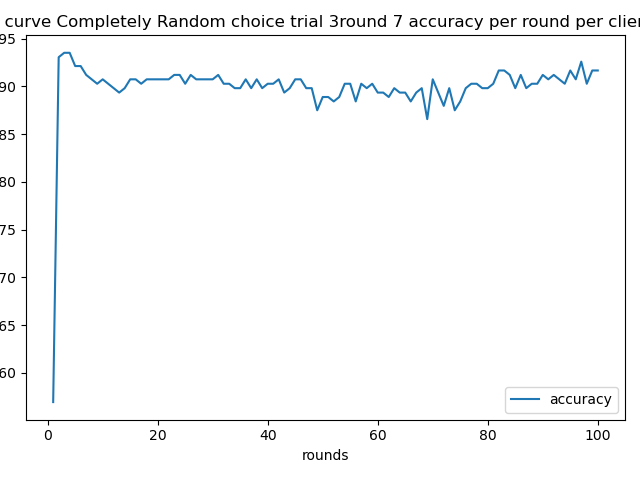 curve Completely Random choice trial 3round 7 accuracy per round per clien
95
90
85
80
75
70
65
60
0 20 40 60 80 100
rounds
accuracy